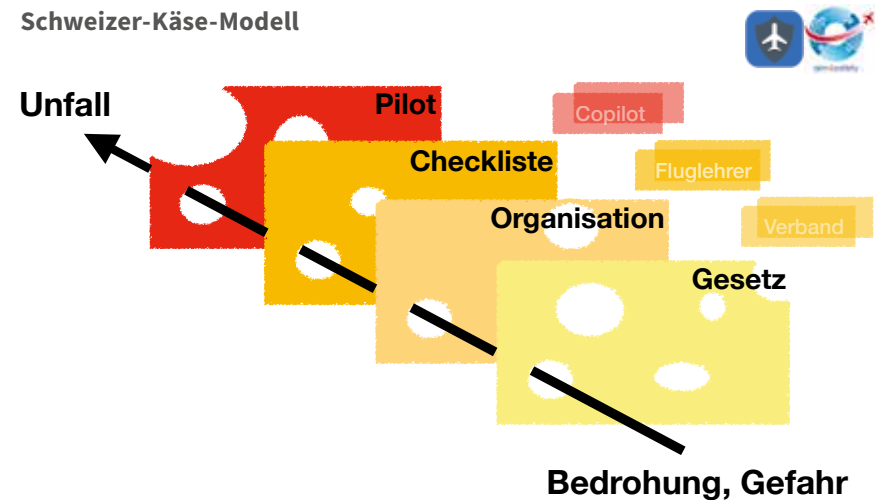 Schweizer-Käse-Modell
Unfall
Pilot
Copilot
Checkliste
Fluglehrer
Organisation
Verband
Gesetz
Bedrohung, Gefahr